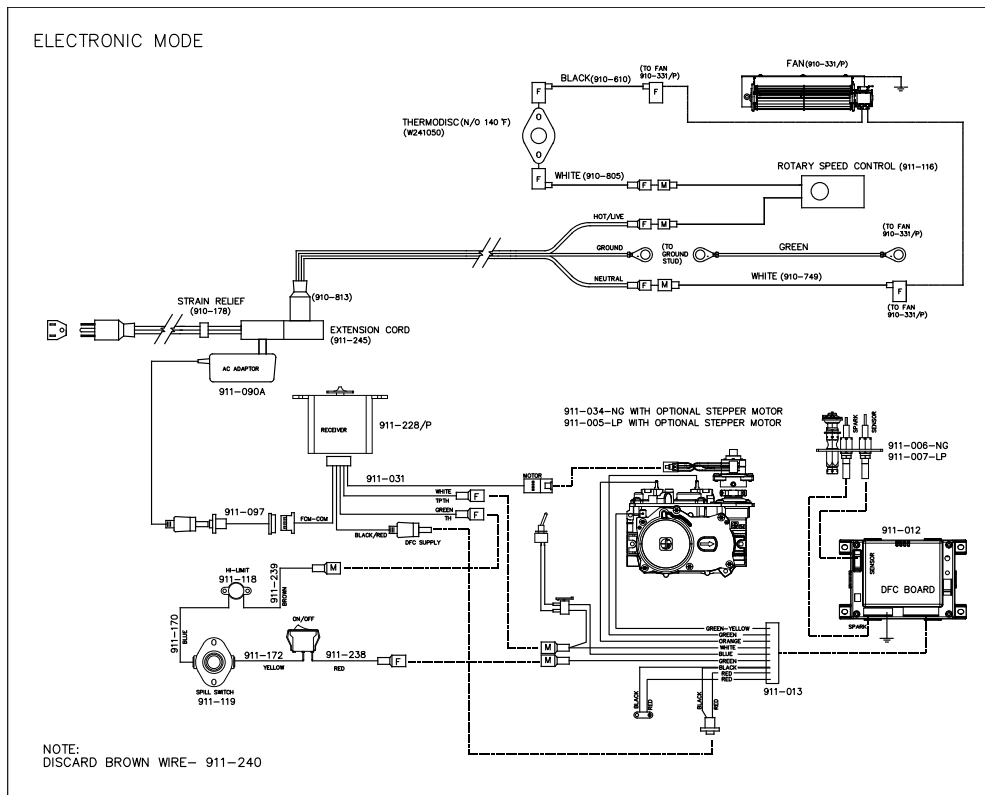 ELECTRONIC MODE
FAN(910-331/P)
BLACK(910-610)
(TO FAN
910-331/P)
F
F
THERMODISC(N/O 140°F)
(W241050)
ROTARY SPEED CONTROL (911-116)
F
WHITE (910-805)
F
M
HOT/LIVE
F
M
(TO FAN
910-331/P)
GROUND
(TO
GROUND
STUD)
GREEN
NEUTRAL
F
M
WHITE (910-749)
F
(TO FAN
910-331/P)
(910-813)
STRAIN RELIEF
(910-178)
EXTENSION CORD
(911-245)
AC ADAPTOR
911-090A
RECEIVER
911-228/P
911-034-NG WITH OPTIONAL STEPPER MOTOR
911-005-LP WITH OPTIONAL STEPPER MOTOR
SPARK
SENSOR
911-006-NG
911-007-LP
911-031
MOTOR
WHITE
TPTH
F
GREEN
TH
F
911-097
FCM-COM
BLACK/RED
DFC SUPPLY
911-012
SENSOR
DFC BOARD
SPARK
HI-LIMIT
911-118
911-239
BROWN
M
911-170
BLUE
ON/OFF
911-172
YELLOW
911-238
RED
F
M
M
SPILL SWITCH
911-119
GREEN-YELLOW
GREEN
ORANGE
WHITE
BLUE
GREEN
BLACK
RED
RED
911-013
BLACK
RED
BLACK
RED
NOTE:
DISCARD BROWN WIRE- 911-240